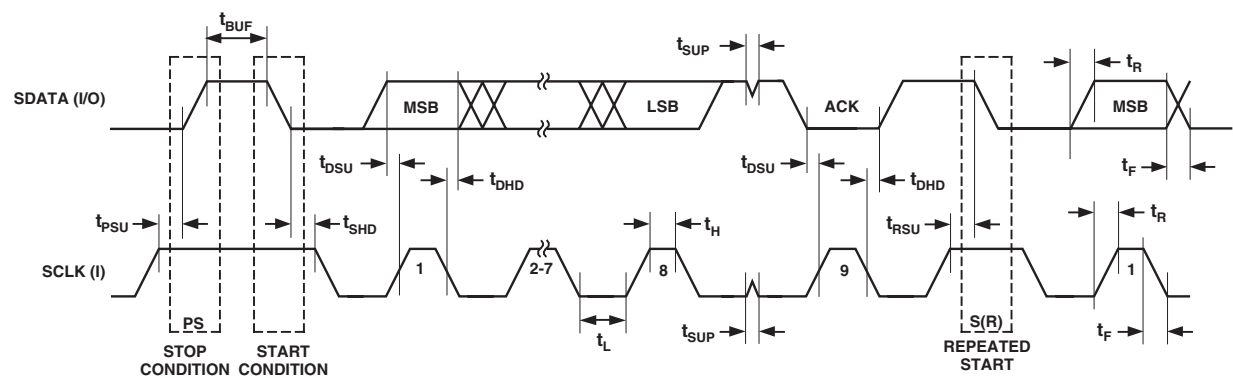 tBUF
tSUP
tR
SDATA (I/O)
MSB
LSB
ACK
MSB
tDSU
tDHD
tDSU
tDHD
tF
tPSU
tSHD
tH
tRSU
tR
SCLK (I)
1
2-7
8
9
1
PS
tL
tSUP
S(R)
tF
STOP
CONDITION
START
CONDITION
REPEATED
START